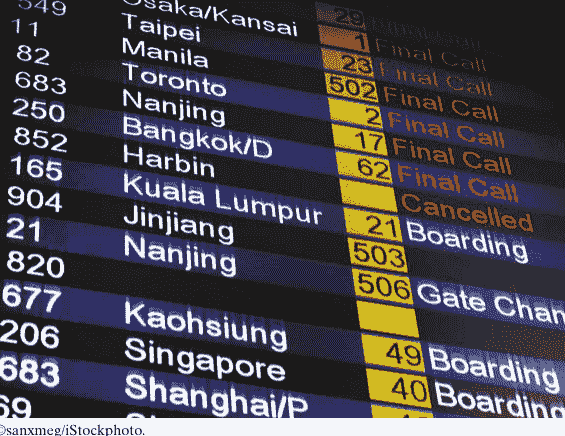 29
Osaka/Kansai 1 Final Call
549 Taipei 23 Final Call
11 Manila 502 Final Call
82 Toronto 2 Final Call
683 Nanjing 17 Final Call
250 Bangkok/D 62 Final Call
852 Harbin Cancelled
165 Kuala Lumpur 21 Boarding
904 Jinjiang 503
21 Nanjing 506 Gate Chan
820
677 Kaohsiung 49 Boarding
206 Singapore 40 Boarding
683 Shanghai/P
69
©sanxmeg/iStockphoto.